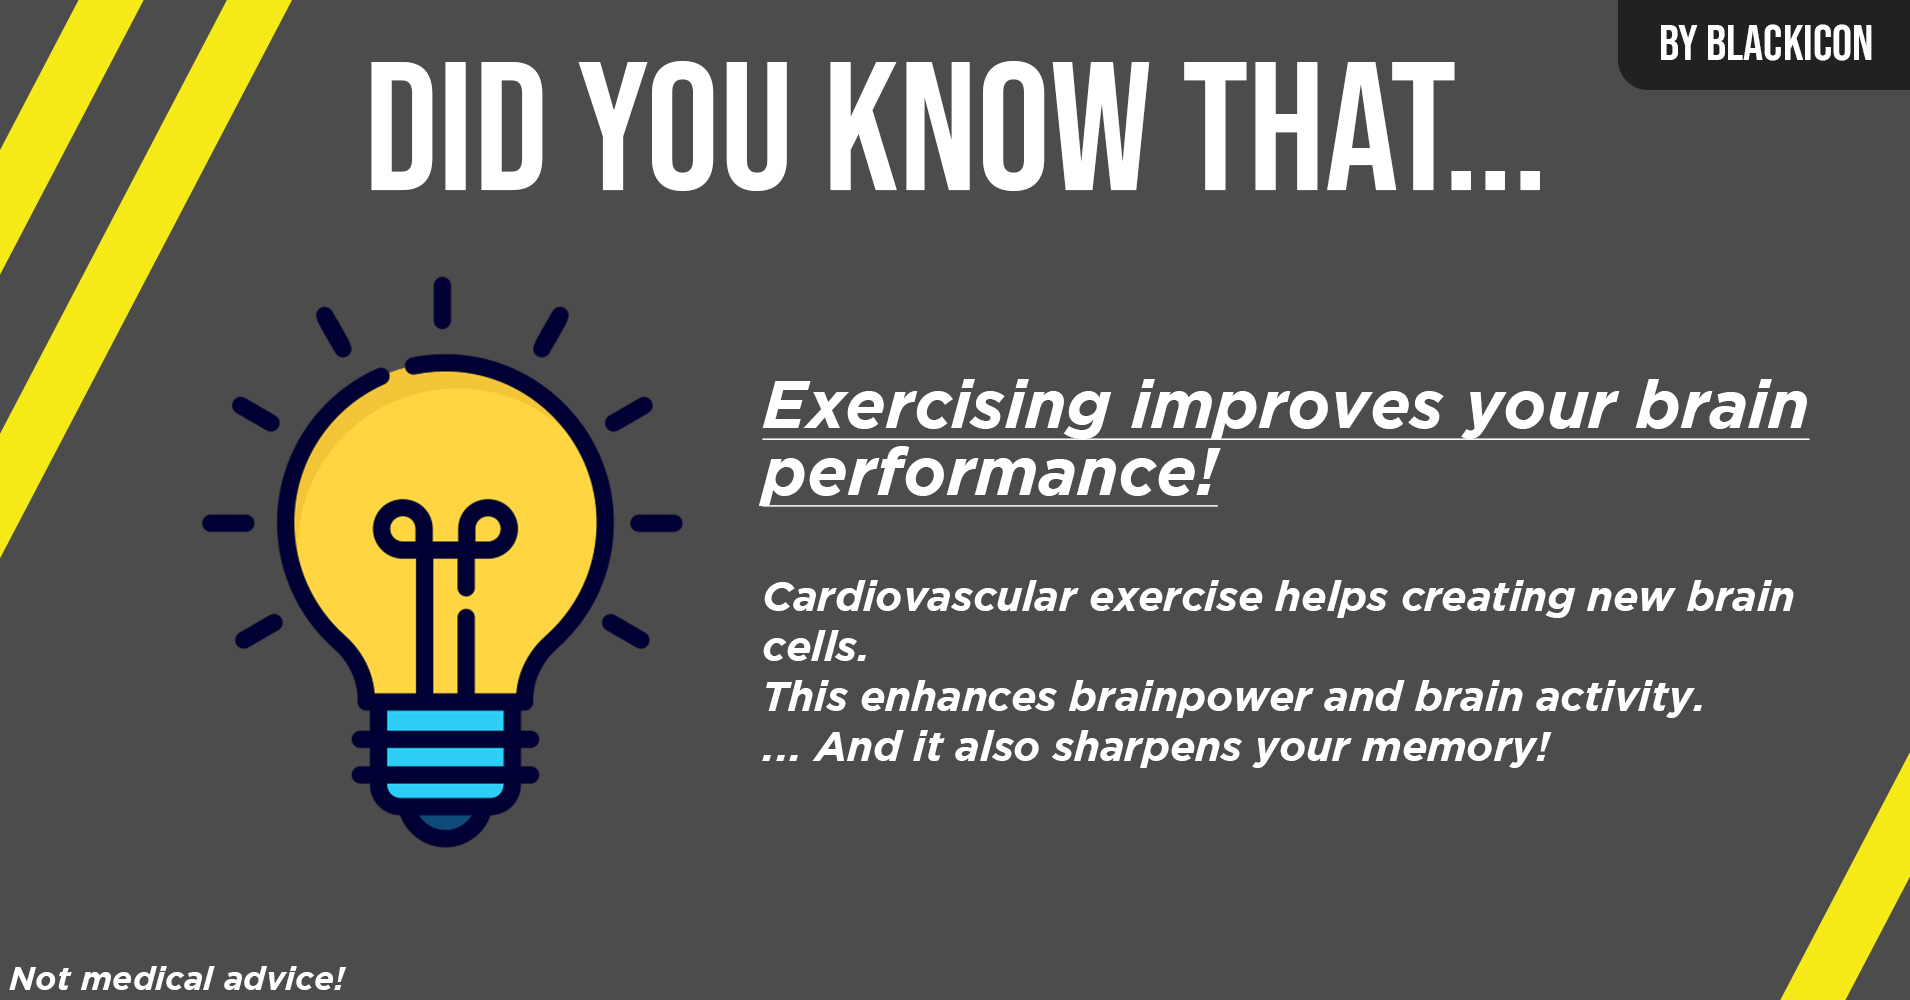 BY BLACKICON
DID YOU KNOW THAT...
Exercising improves your brain
performance!
Cardiovascular exercise helps creating new brain
cells.
This enhances brainpower and brain activity.
... And it also sharpens your memory!
Not medical advice!